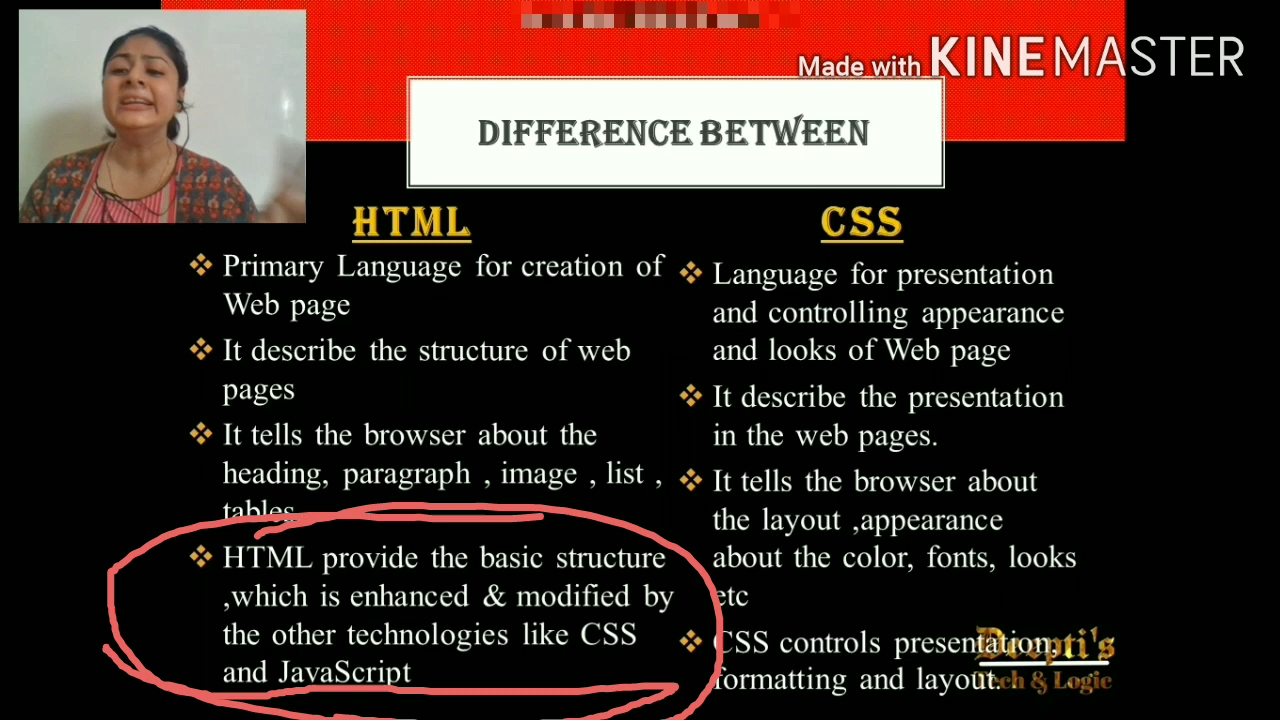 Made with KINEMASTER
DIFFERENCE BETWEEN
HTML
Primary Language for creation of
Web page
It describe the structure of web
pages
It tells the browser about the
heading, paragraph , image , list ,
tables
HTML provide the basic structure
,which is enhanced & modified by
the other technologies like CSS
and JavaScript
CSS
Language for presentation
and controlling appearance
and looks of Web page
It describe the presentation
in the web pages.
It tells the browser about
the layout ,appearance
about the color, fonts, looks
etc
CSS controls presentation,
formatting and layout.
Deepti's
Tech & Logic